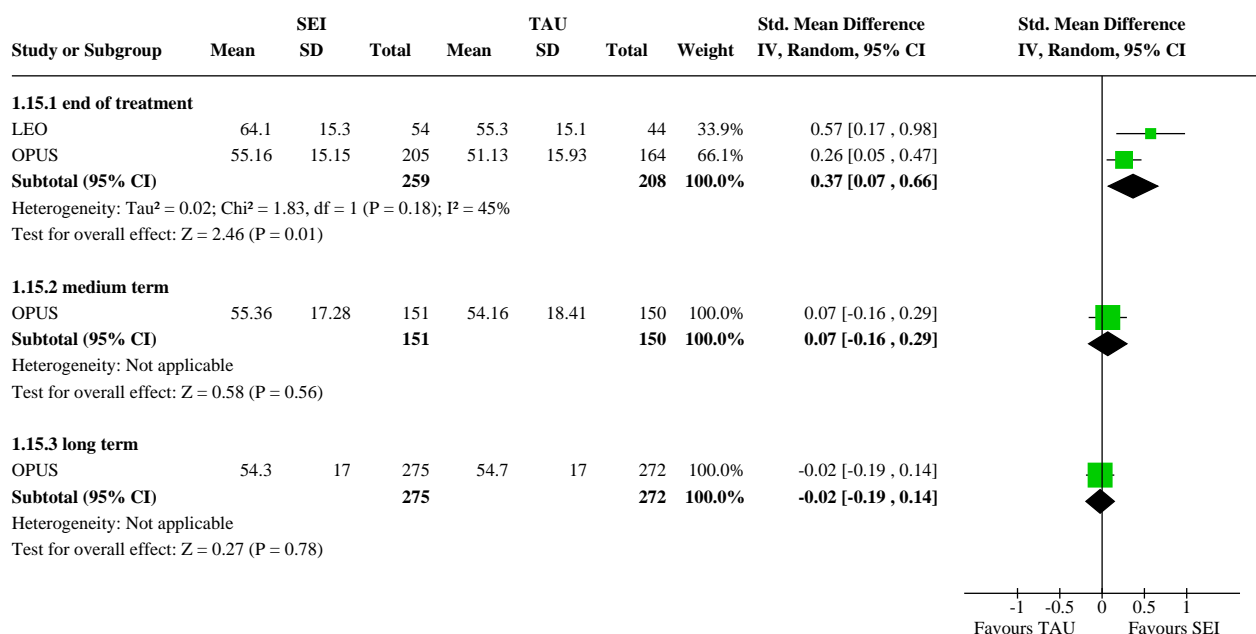 SEI TAU Std. Mean Difference Std. Mean Difference
Study or Subgroup Mean SD Total Mean SD Total Weight IV, Random, 95% CI IV, Random, 95% CI
1.15.1 end of treatment
LEO 64.1 15.3 54 55.3 15.1 44 33.9% 0.57 [0.17 , 0.98]
OPUS 55.16 15.15 205 51.13 15.93 164 66.1% 0.26 [0.05 , 0.47]
Subtotal (95% CI) 259 208 100.0% 0.37 [0.07 , 0.66]
Heterogeneity: Tau² = 0.02; Chi² = 1.83, df = 1 (P = 0.18); I² = 45%
Test for overall effect: Z = 2.46 (P = 0.01)
1.15.2 medium term
OPUS 55.36 17.28 151 54.16 18.41 150 100.0% 0.07 [-0.16 , 0.29]
Subtotal (95% CI) 151 150 100.0% 0.07 [-0.16 , 0.29]
Heterogeneity: Not applicable
Test for overall effect: Z = 0.58 (P = 0.56)
1.15.3 long term
OPUS 54.3 17 275 54.7 17 272 100.0% -0.02 [-0.19 , 0.14]
Subtotal (95% CI) 275 272 100.0% -0.02 [-0.19 , 0.14]
Heterogeneity: Not applicable
Test for overall effect: Z = 0.27 (P = 0.78)
-1 -0.5 0 0.5 1
Favours TAU Favours SEI